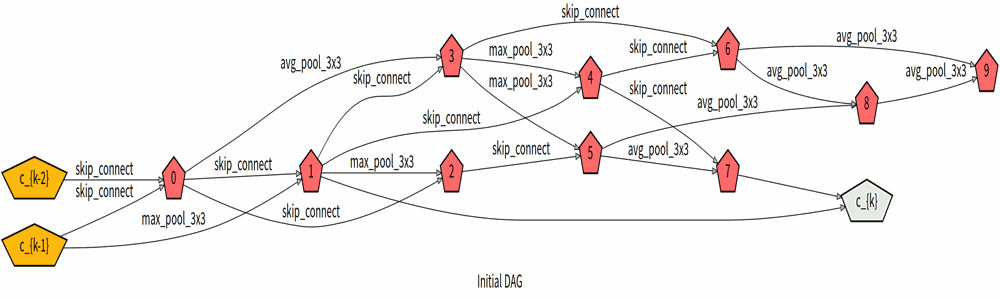 skip_connect
avg_pool_3x3
max_pool_3x3
3
skip_connect
6
avg_pool_3x3
skip_connect
4
avg_pool_3x3
avg_pool_3x3
9
max_pool_3x3
skip_connect
avg_pool_3x3
8
skip_connect
c_{k-2}
skip_connect
skip_connect
0
skip_connect
1
max_pool_3x3
2
skip_connect
5
avg_pool_3x3
7
c_{k}
c_{k-1}
max_pool_3x3
skip_connect
Initial DAG